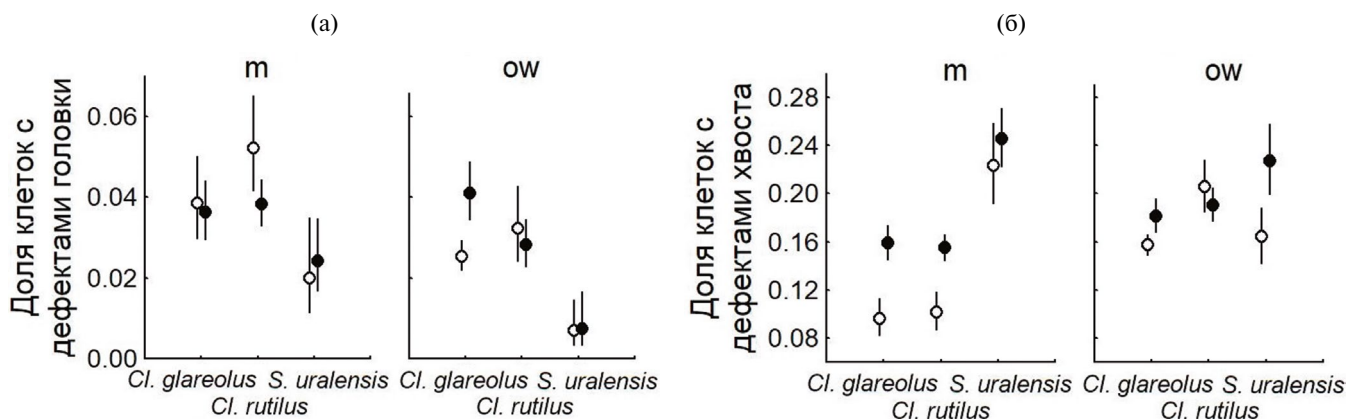 (а)
m
ow
Доля клеток с
дефектами головки
0.06
0.04
0.02
0.00
Cl. glareolus S. uralensis
Cl. rutilus
Cl. glareolus S. uralensis
Cl. rutilus
(б)
m
ow
Доля клеток с
дефектами хвоста
0.28
0.24
0.20
0.16
0.12
0.08
Cl. glareolus S. uralensis
Cl. rutilus
Cl. glareolus S. uralensis
Cl. rutilus